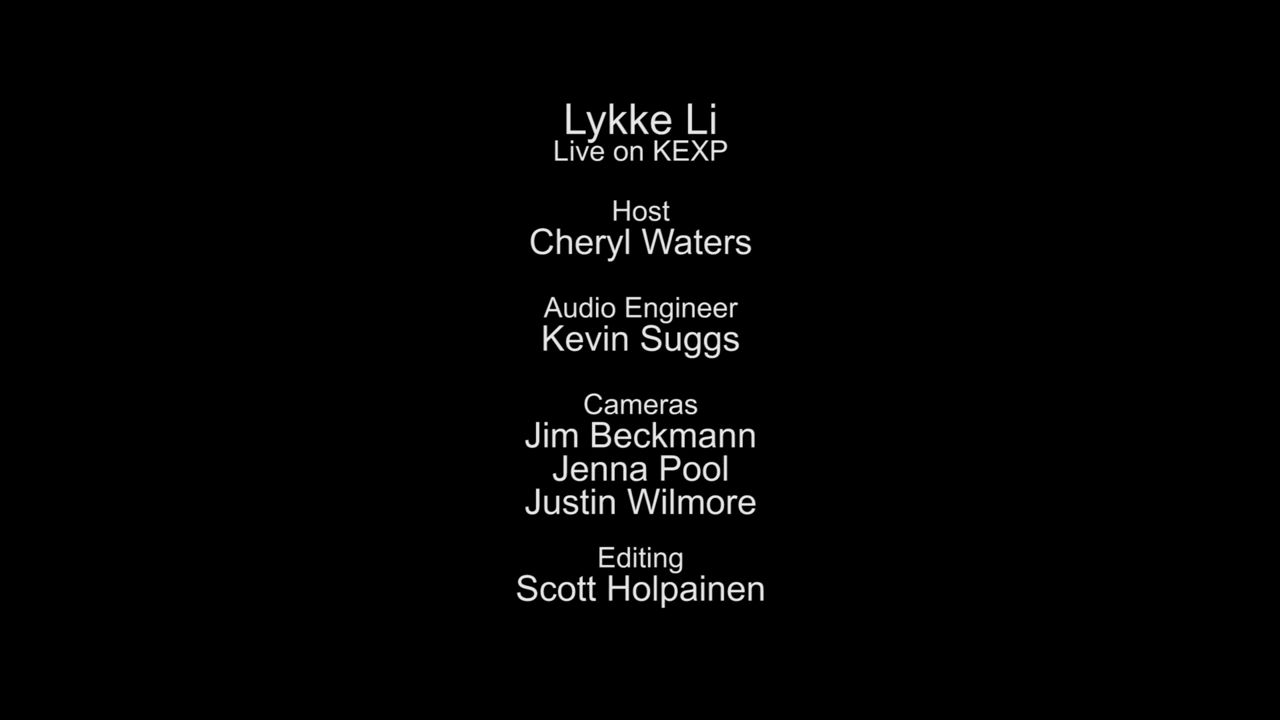 Lykke Li
Live on KEXP
Host
Cheryl Waters
Audio Engineer
Kevin Suggs
Cameras
Jim Beckmann
Jenna Pool
Justin Wilmore
Editing
Scott Holpainen